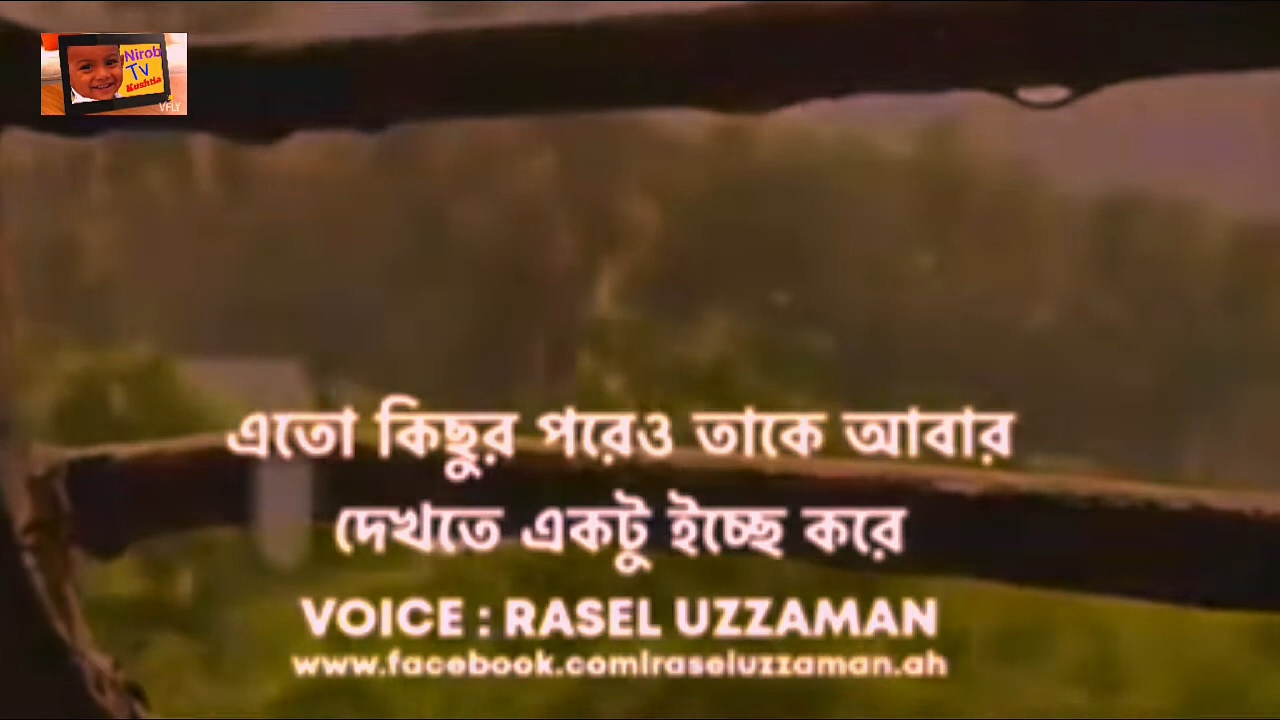 Nirob
Tv
Kushtia
VFLY
এতো কিছুর পরেও তাকে আবার
দেখতে একটু ইচ্ছে করে
VOICE : RASEL UZZAMAN
www.facebook.com|raseluzzaman.ah